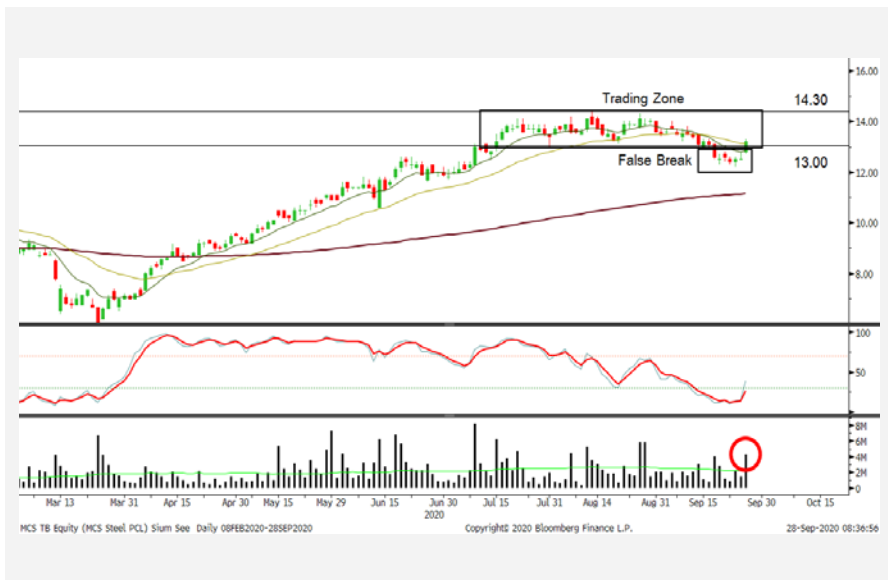 16.00
Trading Zone
14.30
14.00
False Break
13.00
12.00
10.00
8.00
100
50
0
8M
6M
4M
2M
0
Mar 13 Mar 31 Apr 15 Apr 30 May 15 May 29 Jun 15 Jun 30 Jul 15 Jul 31 Aug 14 Aug 31 Sep 15 Sep 30 Oct 15
2020
MCS TB Equity (MCS Steel PCL) Sium See Daily 08FEB2020-28SEP2020 Copyright© 2020 Bloomberg Finance L.P. 28-Sep-2020 08:36:56